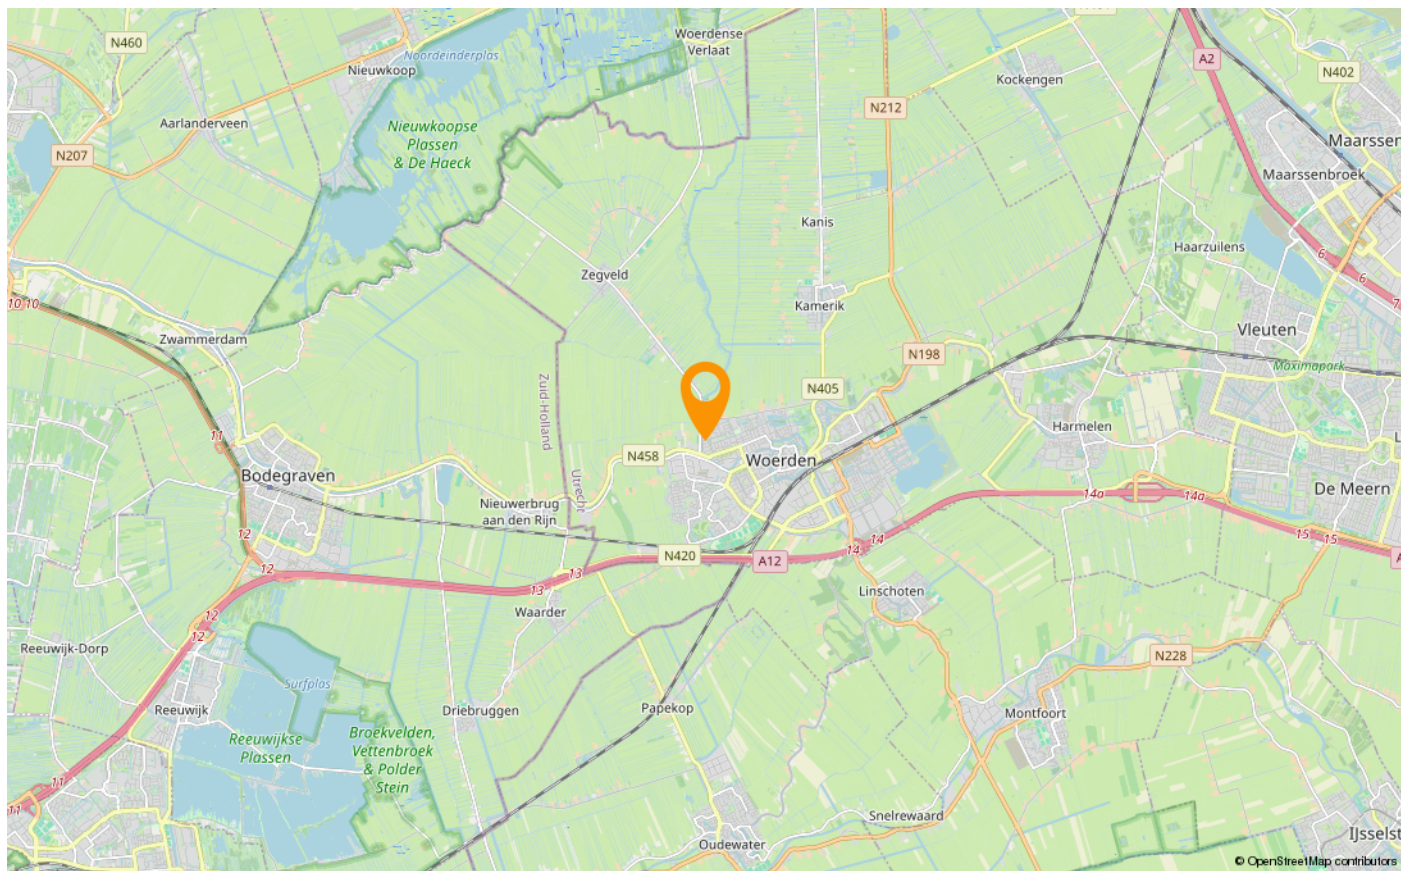 N460
Noordeinderplas
Nieuwkoop
Woerdense
Verlaat
A2
N402
Kockengen
N212
Aarlanderveen
Nieuwkoopse
Plassen
& De Haeck
N207
Maarssen
Maarssenbroek
Kanis
Haarzuilens
6
6
7
Zegveld
10 10
Kamerik
Zwammerdam
Vleuten
N198
Maximapark
Zuid-Holland
N405
Harmelen
11
N458
Woerden
Bodegraven
Utrecht
De Meern
14a
14a
Nieuwerbrug
aan den Rijn
12
15
15
14
14
N420
A12
12
13
13
Linschoten
Waarder
12
12
Reeuwijk-Dorp
N228
Surfplas
Reeuwijk
Driebruggen
Papekop
Montfoort
Reeuwijkse
Plassen
Broekvelden,
Vettenbroek
& Polder
Stein
11
11
Snelrewaard
Oudewater
IJsselst
© OpenStreetMap contributors